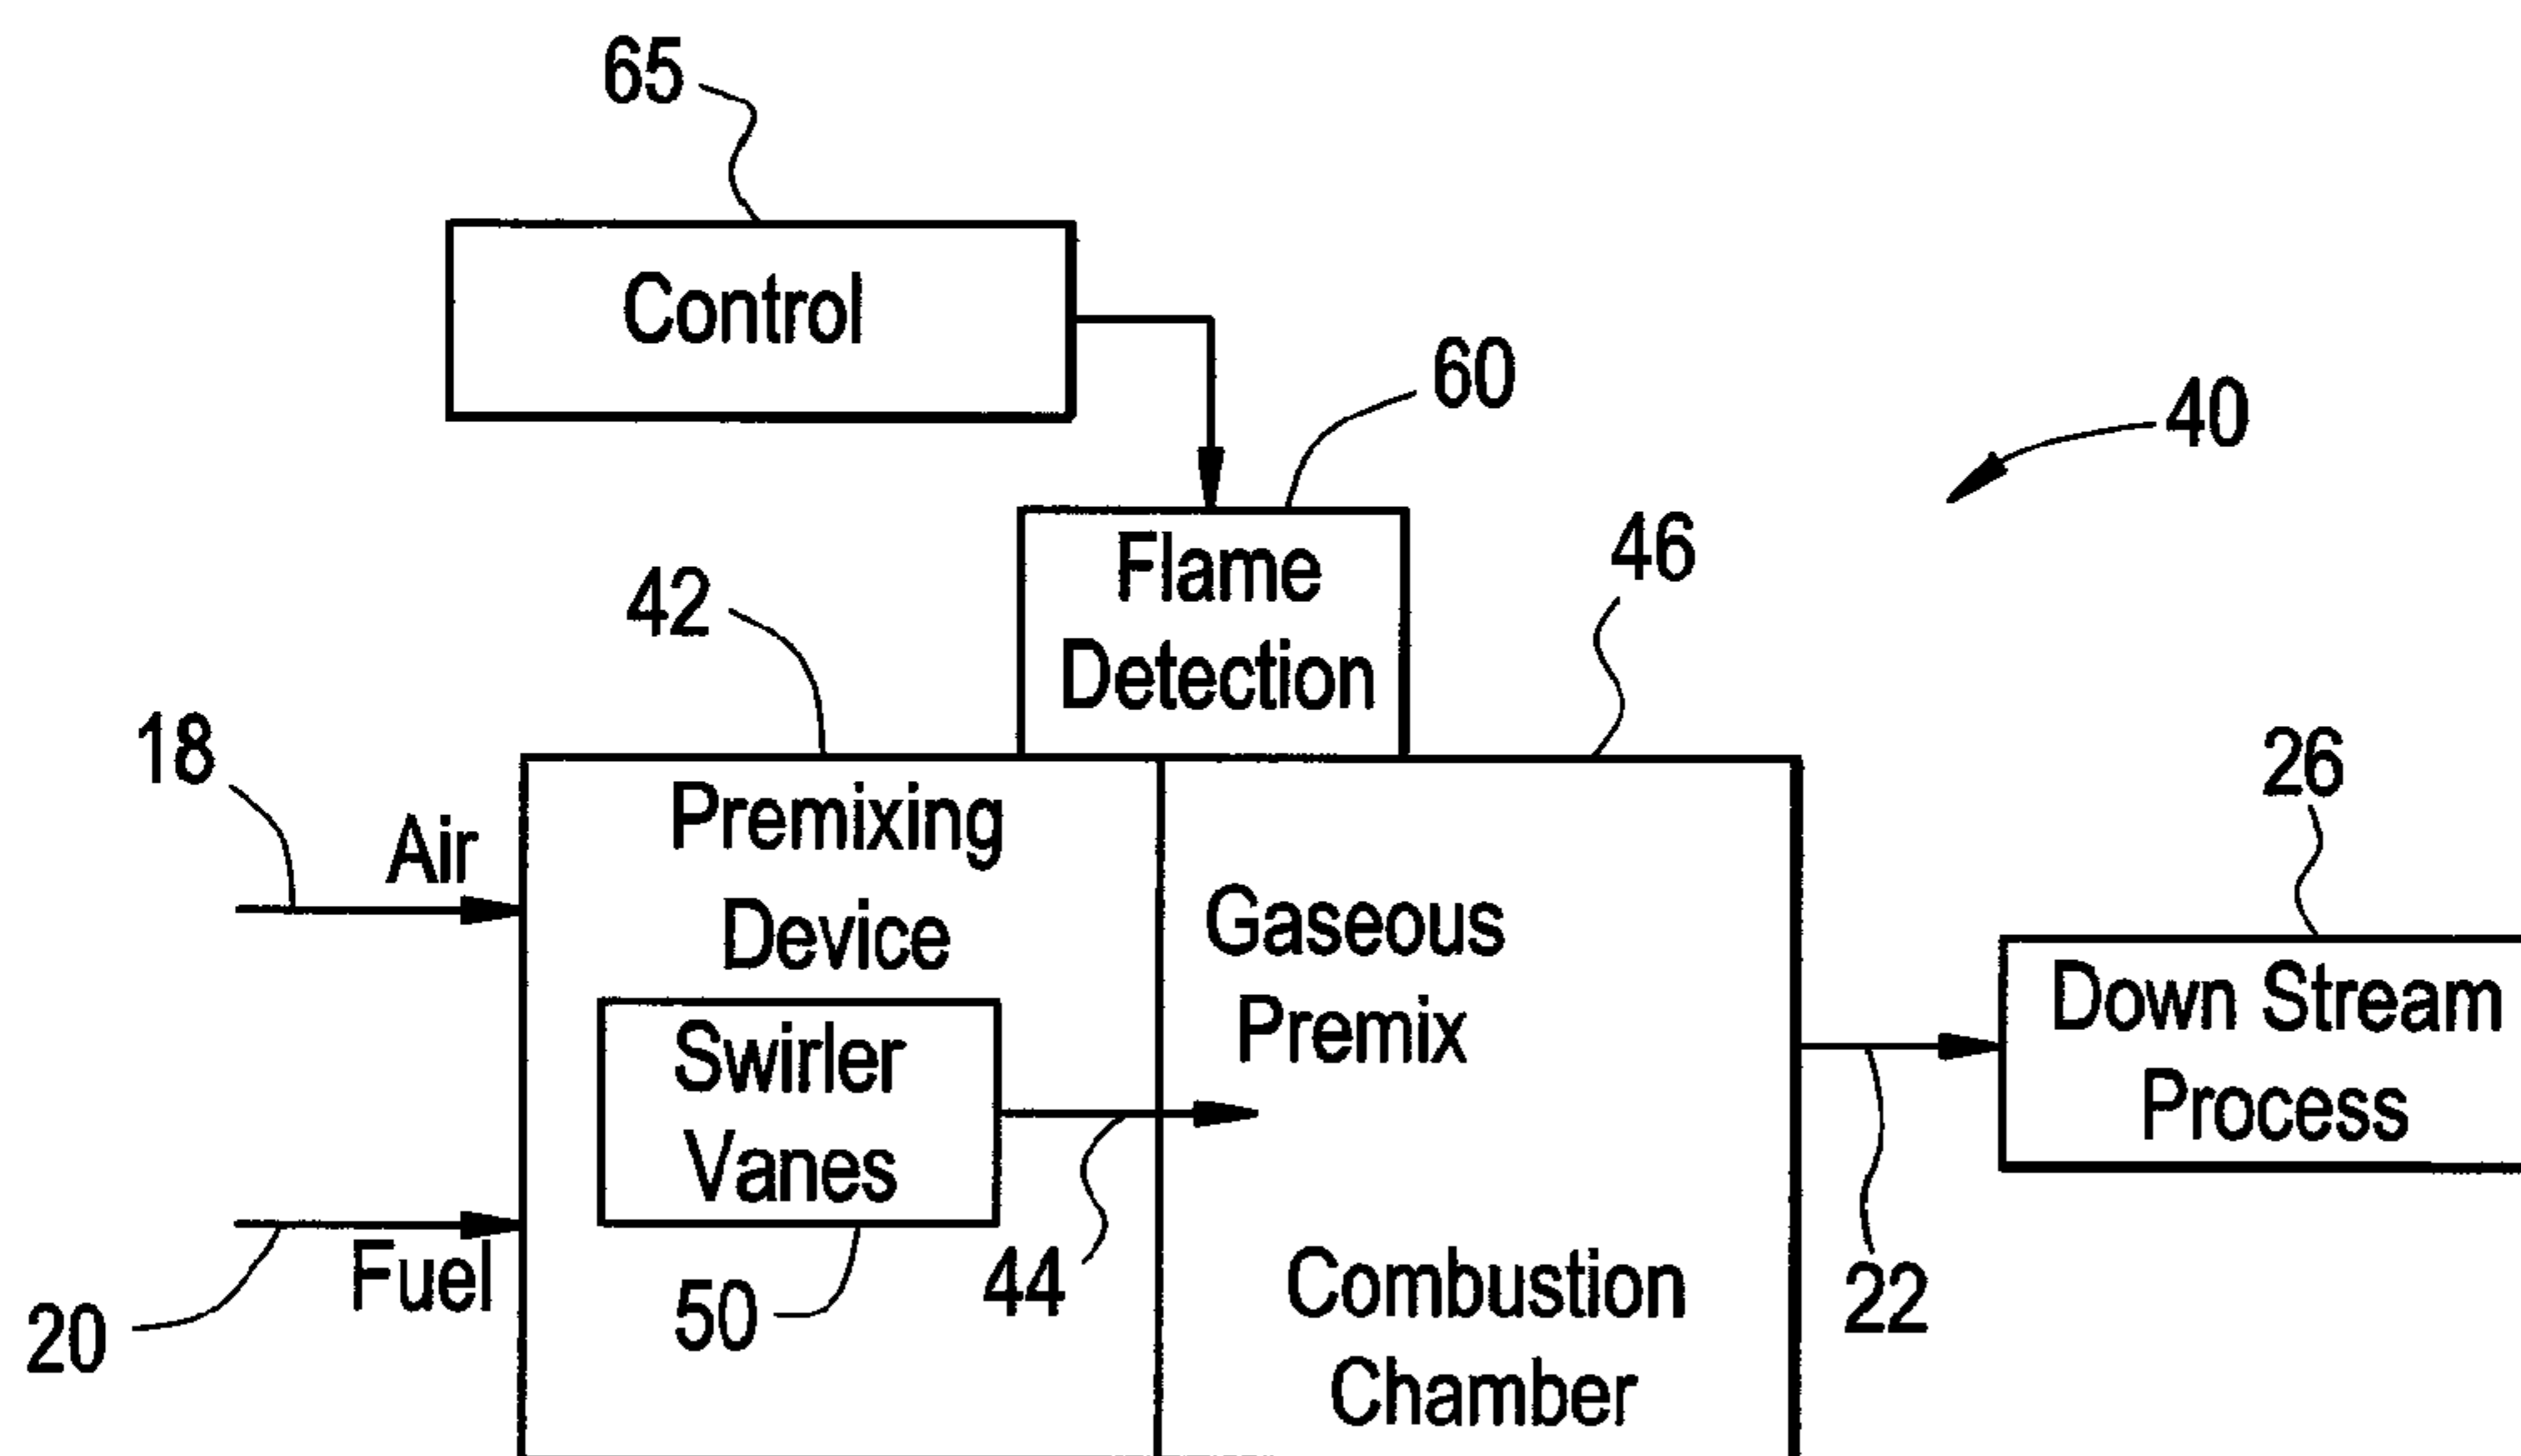 65
Control
60
40
Flame
Detection
46
42
18
Air
Premixing
Device
Gaseous
Premix
26
Down Stream
Process
Swirler
Vanes
20
Fuel
50
44
22
Combustion
Chamber